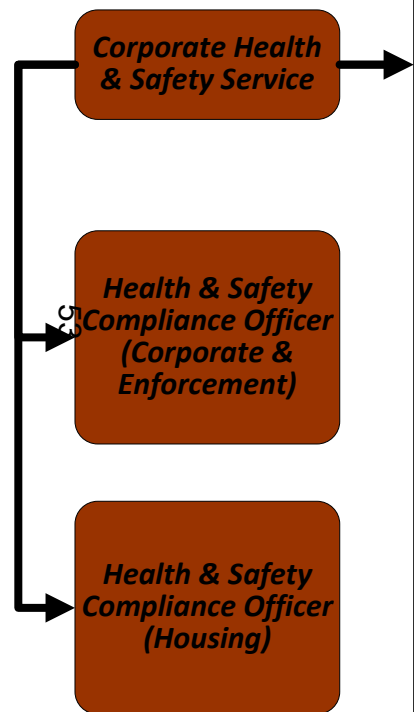 Corporate Health
& Safety Service
Health & Safety
Compliance Officer
(Corporate &
Enforcement)
53
Health & Safety
Compliance Officer
(Housing)